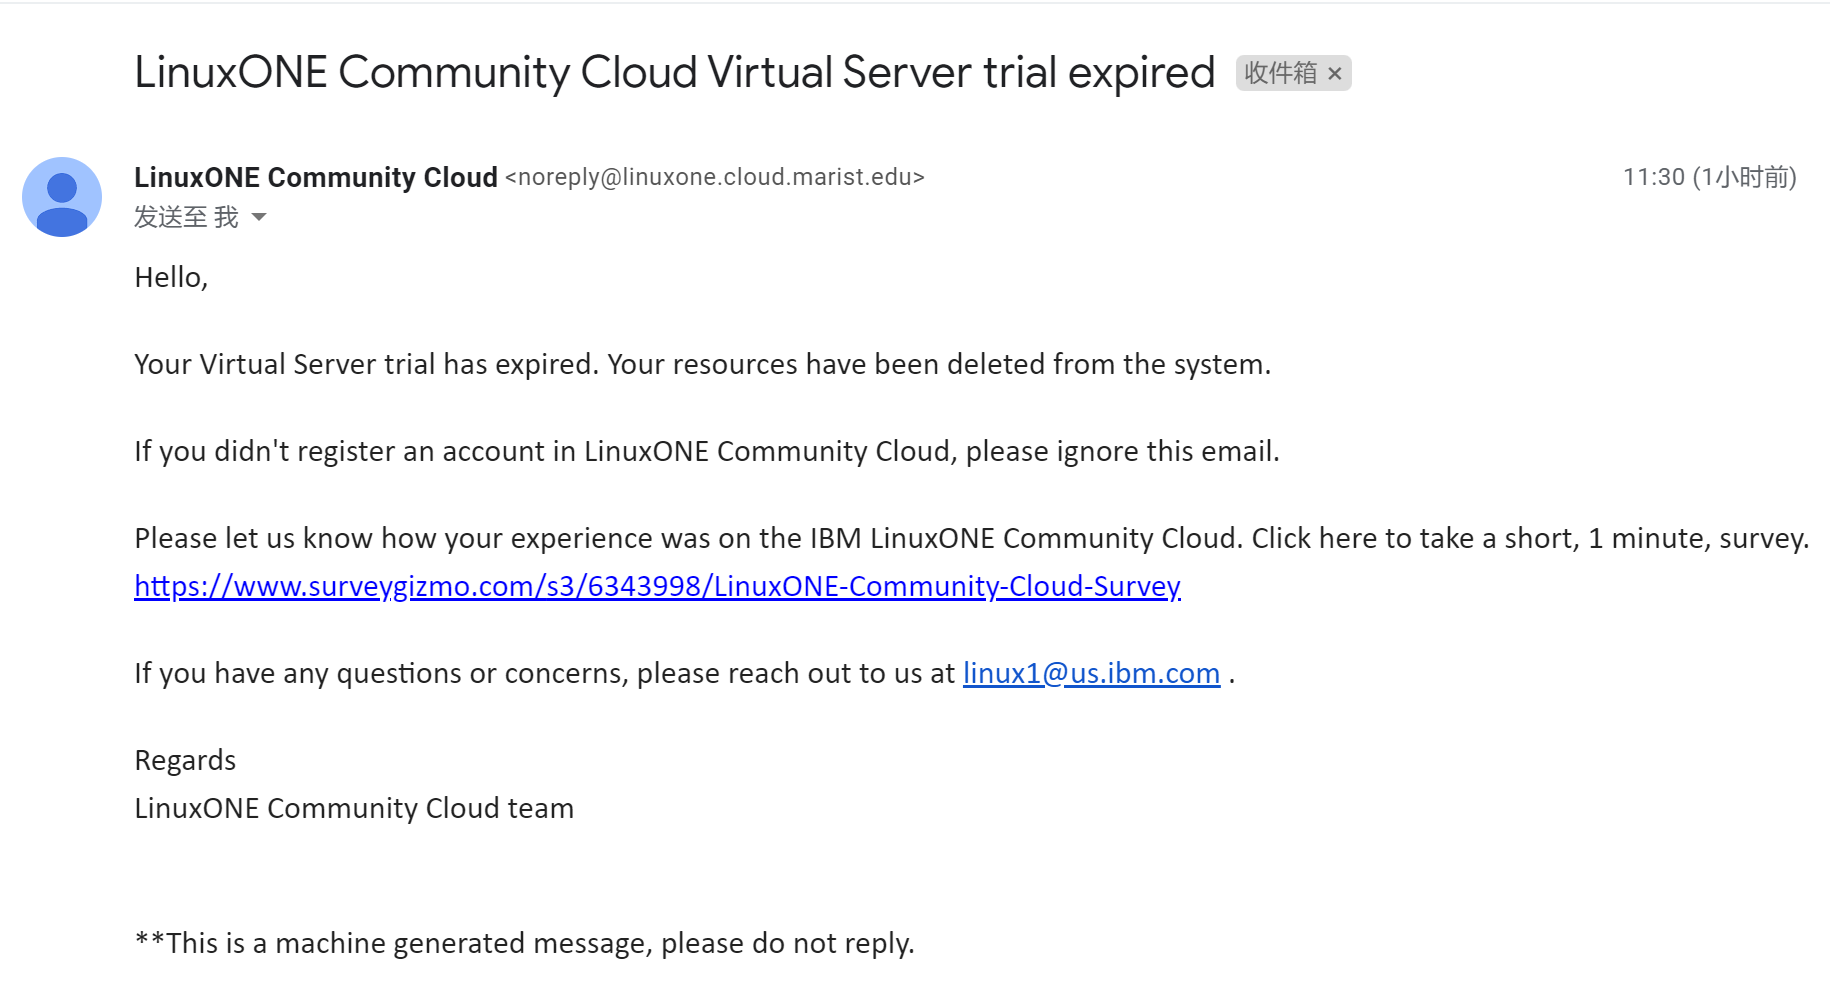 LinuxONE Community Cloud Virtual Server trial expired 收件箱 ×
LinuxONE Community Cloud <noreply@linuxone.cloud.marist.edu> 11:30 (1小时前)
发送至 我
Hello,
Your Virtual Server trial has expired. Your resources have been deleted from the system.
If you didn't register an account in LinuxONE Community Cloud, please ignore this email.
Please let us know how your experience was on the IBM LinuxONE Community Cloud. Click here to take a short, 1 minute, survey.
https://www.surveygizmo.com/s3/6343998/LinuxONE-Community-Cloud-Survey
If you have any questions or concerns, please reach out to us at linux1@us.ibm.com .
Regards
LinuxONE Community Cloud team
**This is a machine generated message, please do not reply.